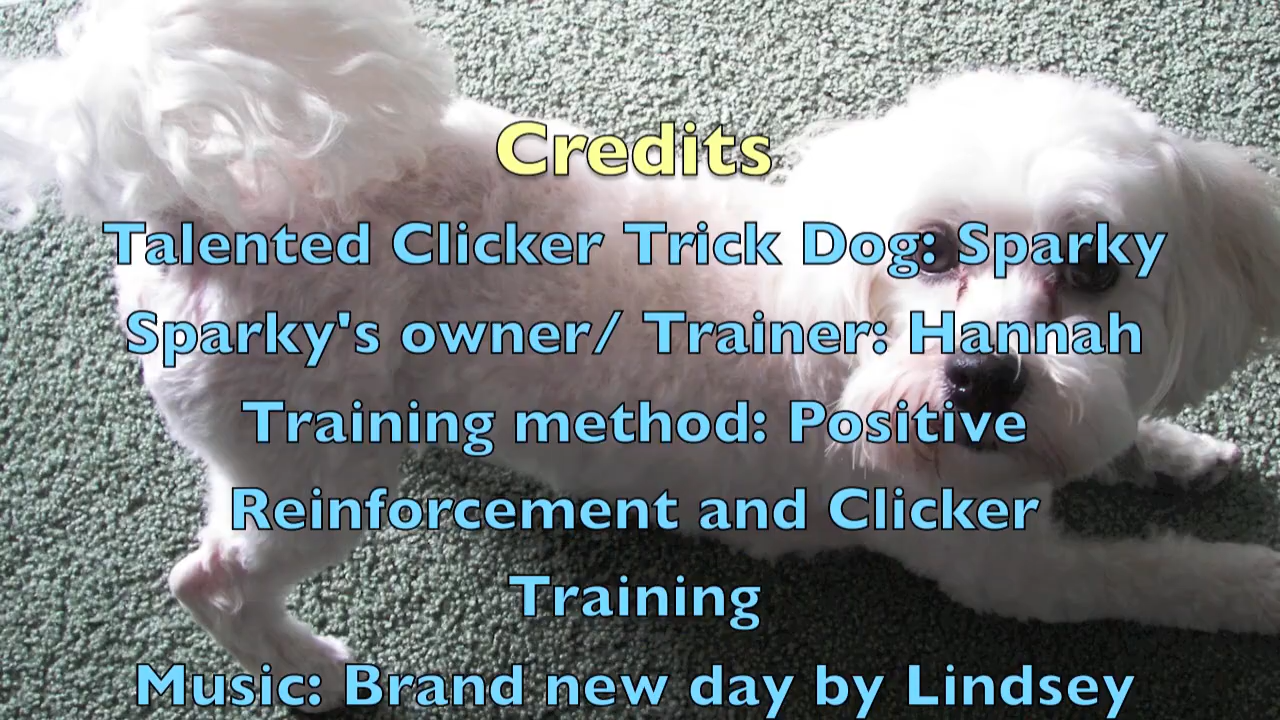 Credits
Talented Clicker Trick Dog: Sparky
Sparky's owner/ Trainer: Hannah
Training method: Positive
Reinforcement and Clicker
Training
Music: Brand new day by Lindsey